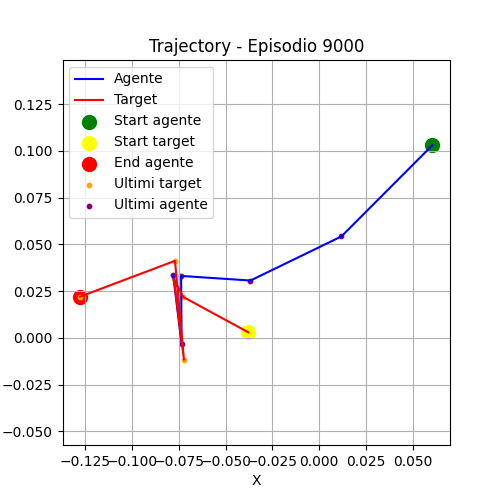 Trajectory - Episodio 9000
Agente
Target
Start agente
Start target
End agente
Ultimi target
Ultimi agente
0.125
0.100
0.075
0.050
0.025
0.000
−0.025
−0.050
−0.125 −0.100 −0.075 −0.050 −0.025 0.000 0.025 0.050
X